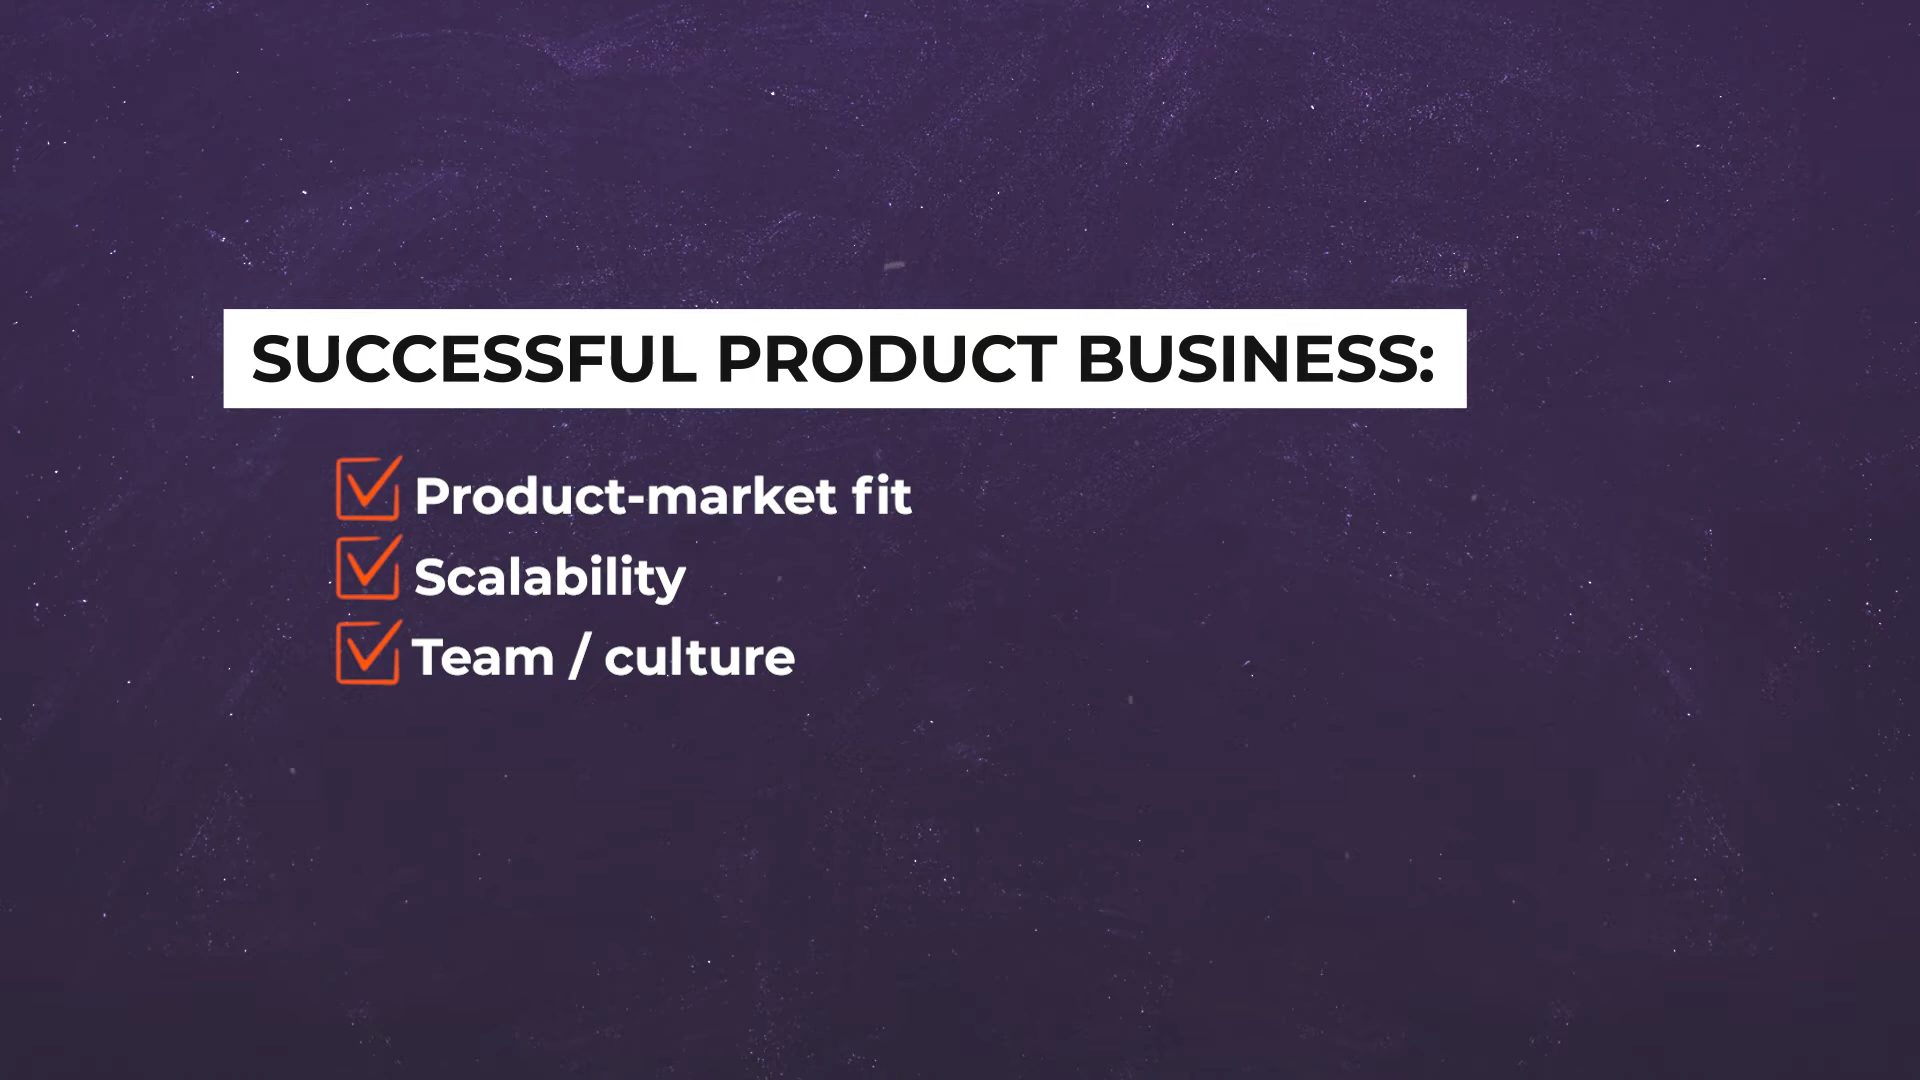 SUCCESSFUL PRODUCT BUSINESS:
Product-market fit
Scalability
Team / culture